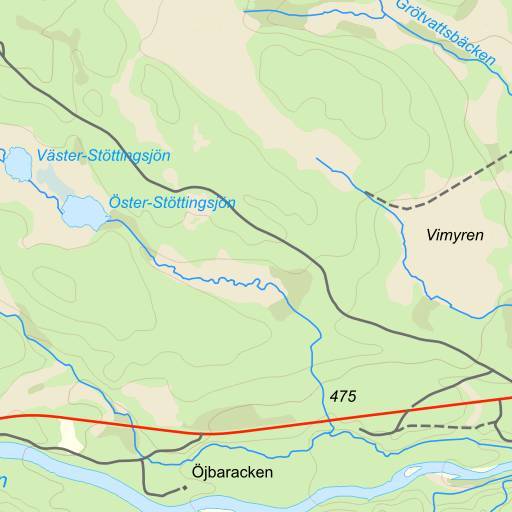 Grötvattsbäcken
Väster-Stöttingsjön
Öster-Stöttingsjön
Vimyren
475
Öjbaracken
n